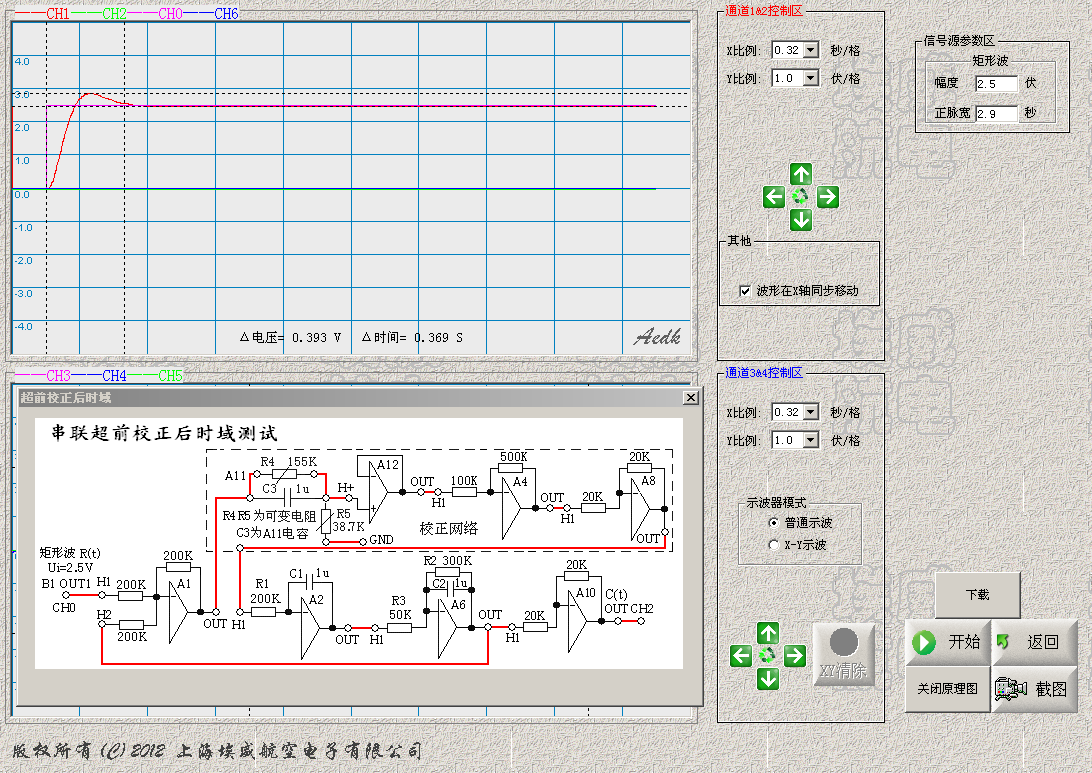 CH1 CH2 CH0 CH6
4.0
3.0
2.0
1.0
0.0
-1.0
-2.0
-3.0
-4.0
△电压= 0.393 V △时间= 0.369 S
Aedk
通道1&2控制区
X比例: 0.32 秒/格
Y比例: 1.0 伏/格
其他
波形在X轴同步移动
信号源参数区
矩形波
幅度 2.5 伏
正脉宽 2.9 秒
CH3 CH4 CH5
超前校正后时域
串联超前校正后时域测试
A11 R4 155K
C3 1u
H+
A12
OUT
H1
100K
500K
A4
OUT
H1
20K
20K
A8
OUT
R4 R5 为可变电阻
C3为A11电容
R5
38.7K
GND
校正网络
矩形波 R(t)
Ui=2.5V
B1 OUT1 H1
CH0
200K
H2
200K
200K
A1
OUT H1
R1
200K
C1 1u
A2
OUT H1
R3
50K
R2 300K
C2 1u
A6
OUT
H1
20K
20K
A10
C(t)
OUT CH2
通道3&4控制区
X比例: 0.32 秒/格
Y比例: 1.0 伏/格
示波器模式
普通示波
X-Y示波
XY清除
下载
开始
返回
关闭原理图
截图
版权所有 (C) 2012 上海埃威航空电子有限公司